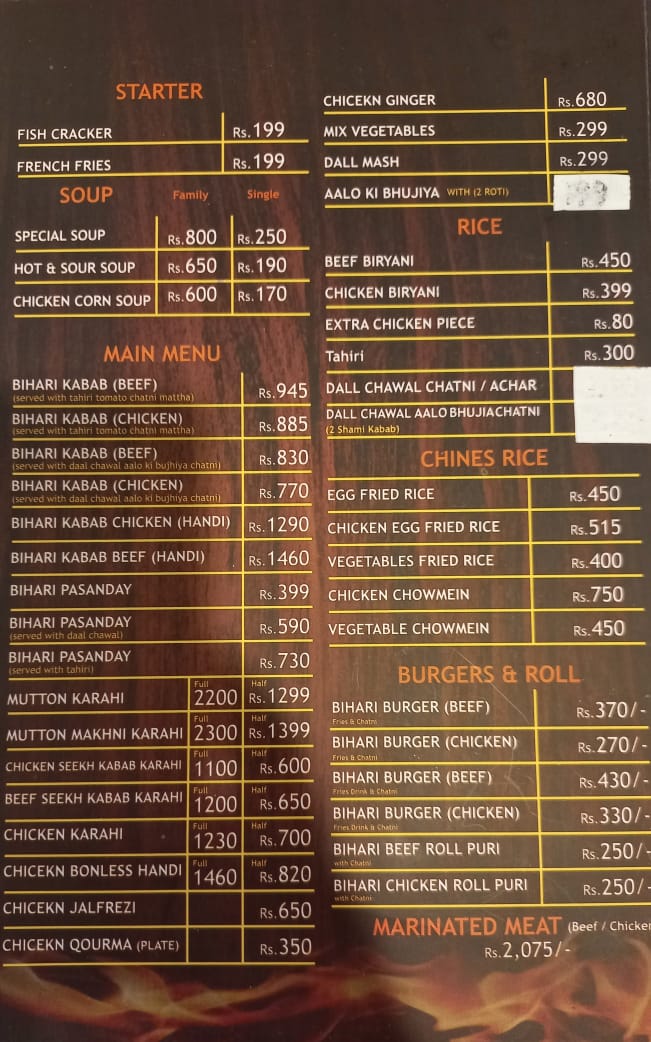 STARTER
FISH CRACKER Rs.199
FRENCH FRIES Rs.199
SOUP Family Single
SPECIAL SOUP Rs.800 Rs.250
HOT & SOUR SOUP Rs.650 Rs.190
CHICKEN CORN SOUP Rs.600 Rs.170
MAIN MENU
BIHARI KABAB (BEEF) Rs.945
(served with tahiri tomato chatni mattha)
BIHARI KABAB (CHICKEN) Rs.885
(served with tahiri tomato chatni mattha)
BIHARI KABAB (BEEF) Rs.830
(served with daal chawal aalo ki bujhiya chatni)
BIHARI KABAB (CHICKEN) Rs.770
(served with daal chawal aalo ki bujhiya chatni)
BIHARI KABAB CHICKEN (HANDI) Rs.1290
BIHARI KABAB BEEF (HANDI) Rs.1460
BIHARI PASANDAY Rs.399
BIHARI PASANDAY Rs.590
(served with daal chawal)
BIHARI PASANDAY Rs.730
(served with tahiri)
Full Half
MUTTON KARAHI 2200 Rs.1299
Full Half
MUTTON MAKHNI KARAHI 2300 Rs.1399
Full Half
CHICKEN SEEKH KABAB KARAHI 1100 Rs.600
Full Half
BEEF SEEKH KABAB KARAHI 1200 Rs.650
Full Half
CHICKEN KARAHI 1230 Rs.700
Full Half
CHICEKN BONLESS HANDI 1460 Rs.820
CHICEKN JALFREZI Rs.650
CHICEKN QOURMA (PLATE) Rs.350
CHICEKN GINGER Rs.680
MIX VEGETABLES Rs.299
DALL MASH Rs.299
AALO KI BHUJIYA WITH (2 ROTI)
RICE
BEEF BIRYANI Rs.450
CHICKEN BIRYANI Rs.399
EXTRA CHICKEN PIECE Rs.80
Tahiri Rs.300
DALL CHAWAL CHATNI / ACHAR
DALL CHAWAL AALO BHUJIA CHATNI
(2 Shami Kabab)
CHINES RICE
EGG FRIED RICE Rs.450
CHICKEN EGG FRIED RICE Rs.515
VEGETABLES FRIED RICE Rs.400
CHICKEN CHOWMEIN Rs.750
VEGETABLE CHOWMEIN Rs.450
BURGERS & ROLL
BIHARI BURGER (BEEF) Rs.370/-
Fries & Chatni
BIHARI BURGER (CHICKEN) Rs.270/-
Fries & Chatni
BIHARI BURGER (BEEF) Rs.430/-
Fries Drink & Chatni
BIHARI BURGER (CHICKEN) Rs.330/-
Fries Drink & Chatni
BIHARI BEEF ROLL PURI Rs.250/-
with Chatni
BIHARI CHICKEN ROLL PURI Rs.250/-
with Chatni
MARINATED MEAT (Beef / Chicken
Rs.2,075/-